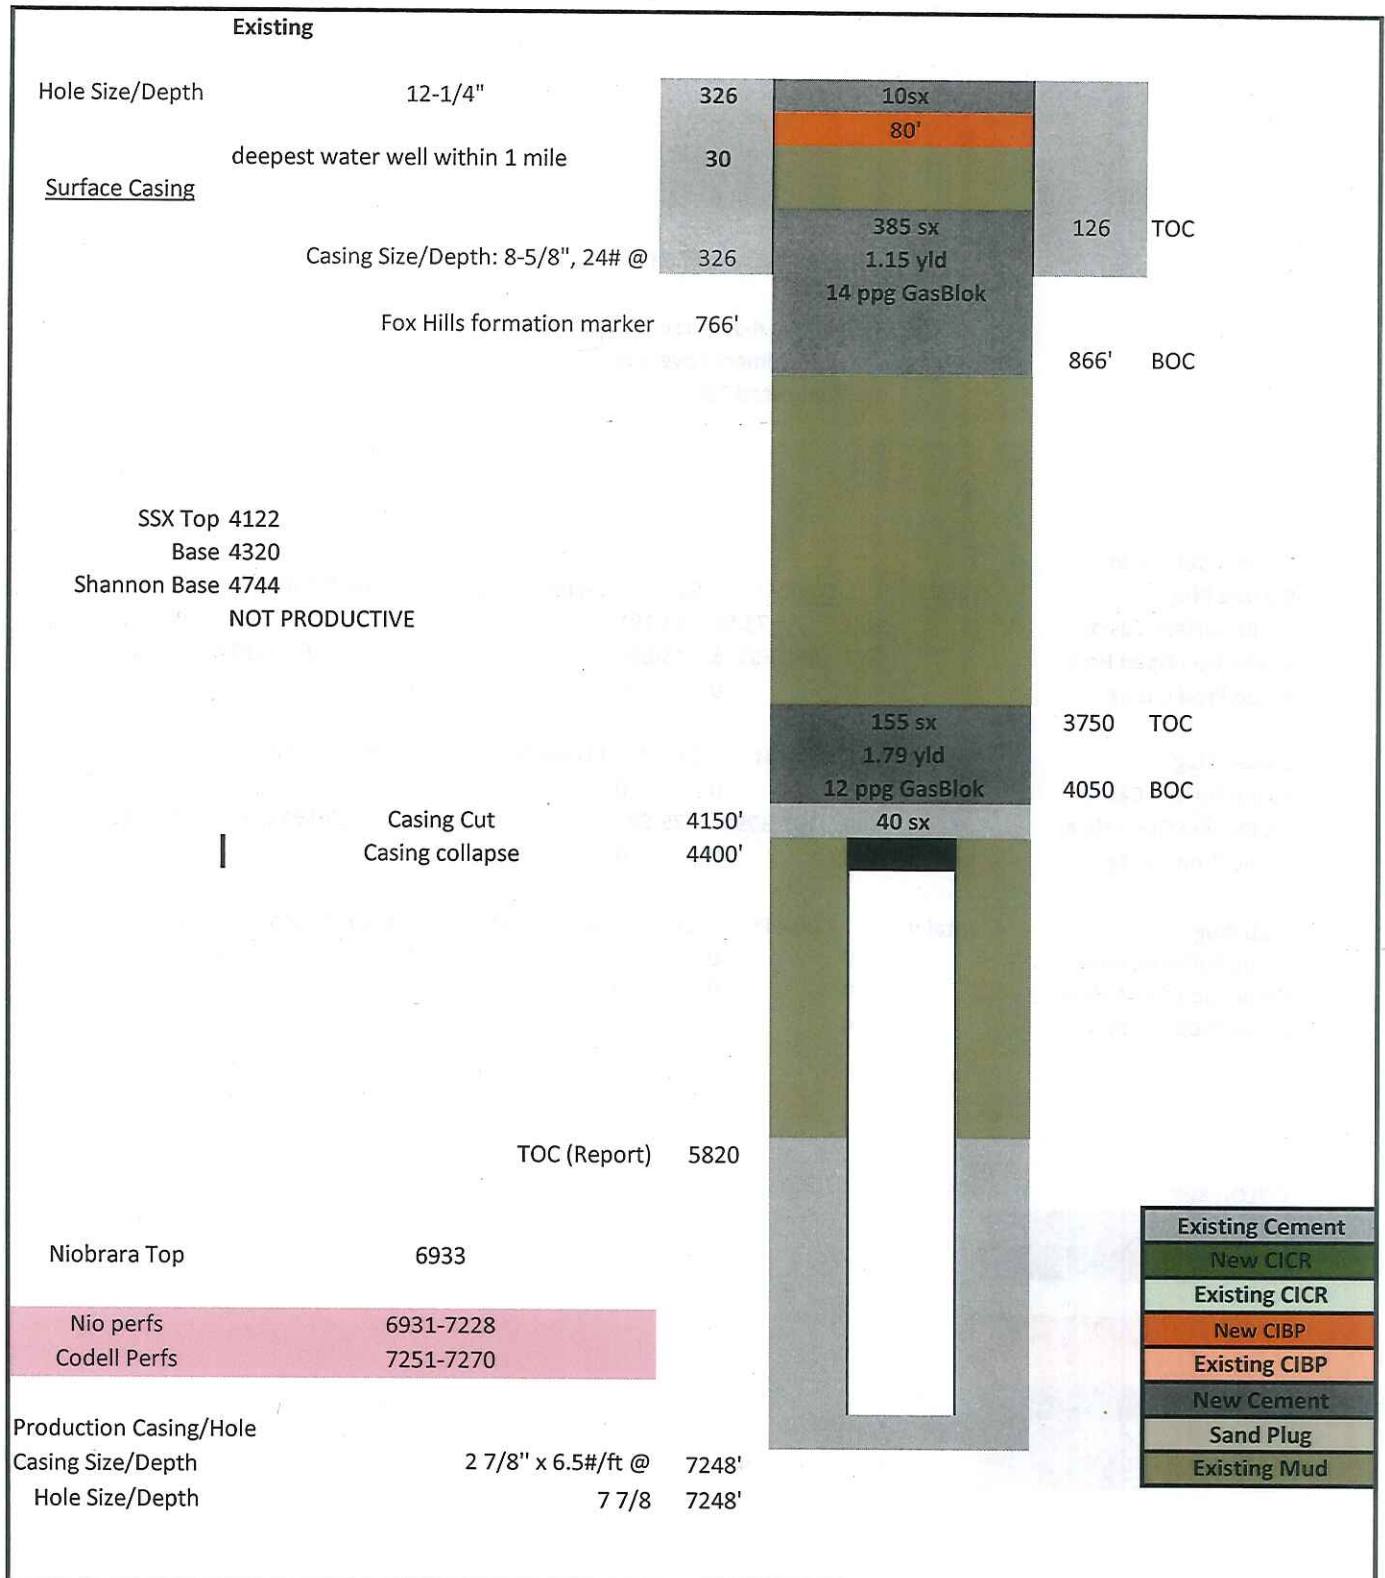 Existing
Hole Size/Depth 12-1/4" 326 10sx
80'
deepest water well within 1 mile 30
Surface Casing
385 sx 126 TOC
Casing Size/Depth: 8-5/8", 24# @ 326 1.15 yld
14 ppg GasBlok
Fox Hills formation marker 766'
866' BOC
SSX Top 4122
Base 4320
Shannon Base 4744
NOT PRODUCTIVE
155 sx 3750 TOC
1.79 yld
12 ppg GasBlok 4050 BOC
Casing Cut 4150' 40 sx
Casing collapse 4400'
TOC (Report) 5820
Existing Cement
Niobrara Top 6933 New CICR
Existing CICR
Nio perfs 6931-7228 New CIBP
Codell Perfs 7251-7270 Existing CIBP
New Cement
Production Casing/Hole Sand Plug
Casing Size/Depth 2 7/8" x 6.5#/ft @ 7248' Existing Mud
Hole Size/Depth 7 7/8 7248'